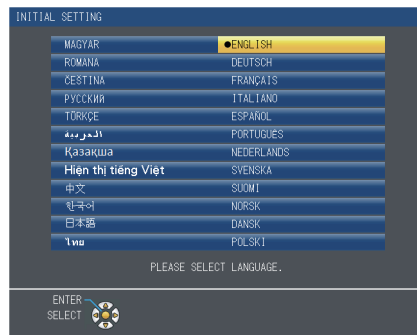 INITIAL SETTING
MAGYAR ●ENGLISH
ROMÂNĂ DEUTSCH
ČEŠTINA FRANÇAIS
РУССКИЙ ITALIANO
TÜRKÇE ESPAÑOL
العربية PORTUGUÊS
Қазақша NEDERLANDS
Hiện thị tiếng Việt SVENSKA
中文 SUOMI
한국어 NORSK
日本語 DANSK
ไทย POLSKI
PLEASE SELECT LANGUAGE.
ENTER
SELECT